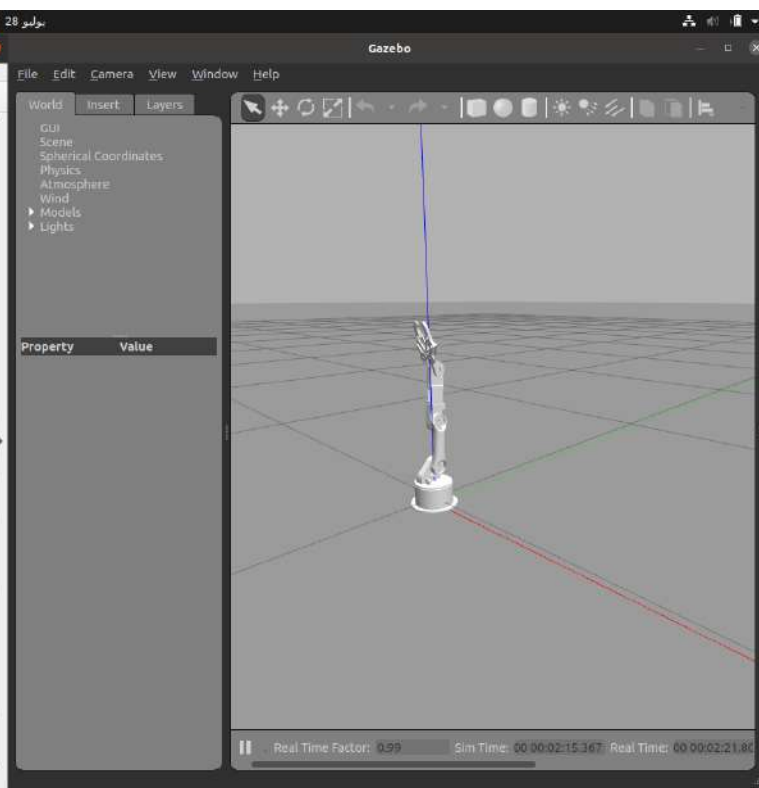 28 يوليو
Gazebo
File Edit Camera View Window Help
World Insert Layers
GUI
Scene
Spherical Coordinates
Physics
Atmosphere
Wind
Models
Lights
Property Value
Real Time Factor: 0.99 Sim Time: 00 00:02:15.367 Real Time: 00 00:02:21.80